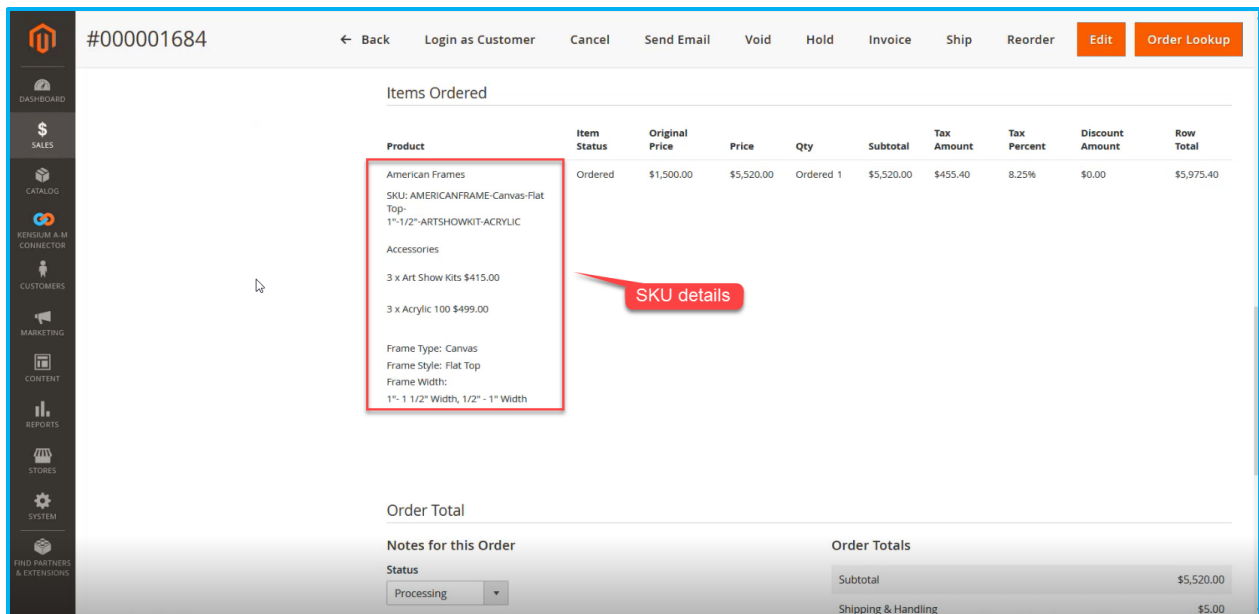 #000001684
← Back Login as Customer Cancel Send Email Void Hold Invoice Ship Reorder Edit Order Lookup
DASHBOARD
$
SALES
CATALOG
KENSIUM A-M
CONNECTOR
CUSTOMERS
MARKETING
CONTENT
REPORTS
STORES
SYSTEM
FIND PARTNERS
& EXTENSIONS
Items Ordered
Product Item Status Original Price Price Qty Subtotal Tax Amount Tax Percent Discount Amount Row Total
American Frames Ordered $1,500.00 $5,520.00 Ordered 1 $5,520.00 $455.40 8.25% $0.00 $5,975.40
SKU: AMERICANFRAME-Canvas-Flat
Top-
1"-1/2"-ARTSHOWKIT-ACRYLIC
Accessories
3 x Art Show Kits $415.00
SKU details
3 x Acrylic 100 $499.00
Frame Type: Canvas
Frame Style: Flat Top
Frame Width:
1"- 1 1/2" Width, 1/2" - 1" Width
Order Total
Notes for this Order
Status
Processing
Order Totals
Subtotal $5,520.00
Shipping & Handling $5.00